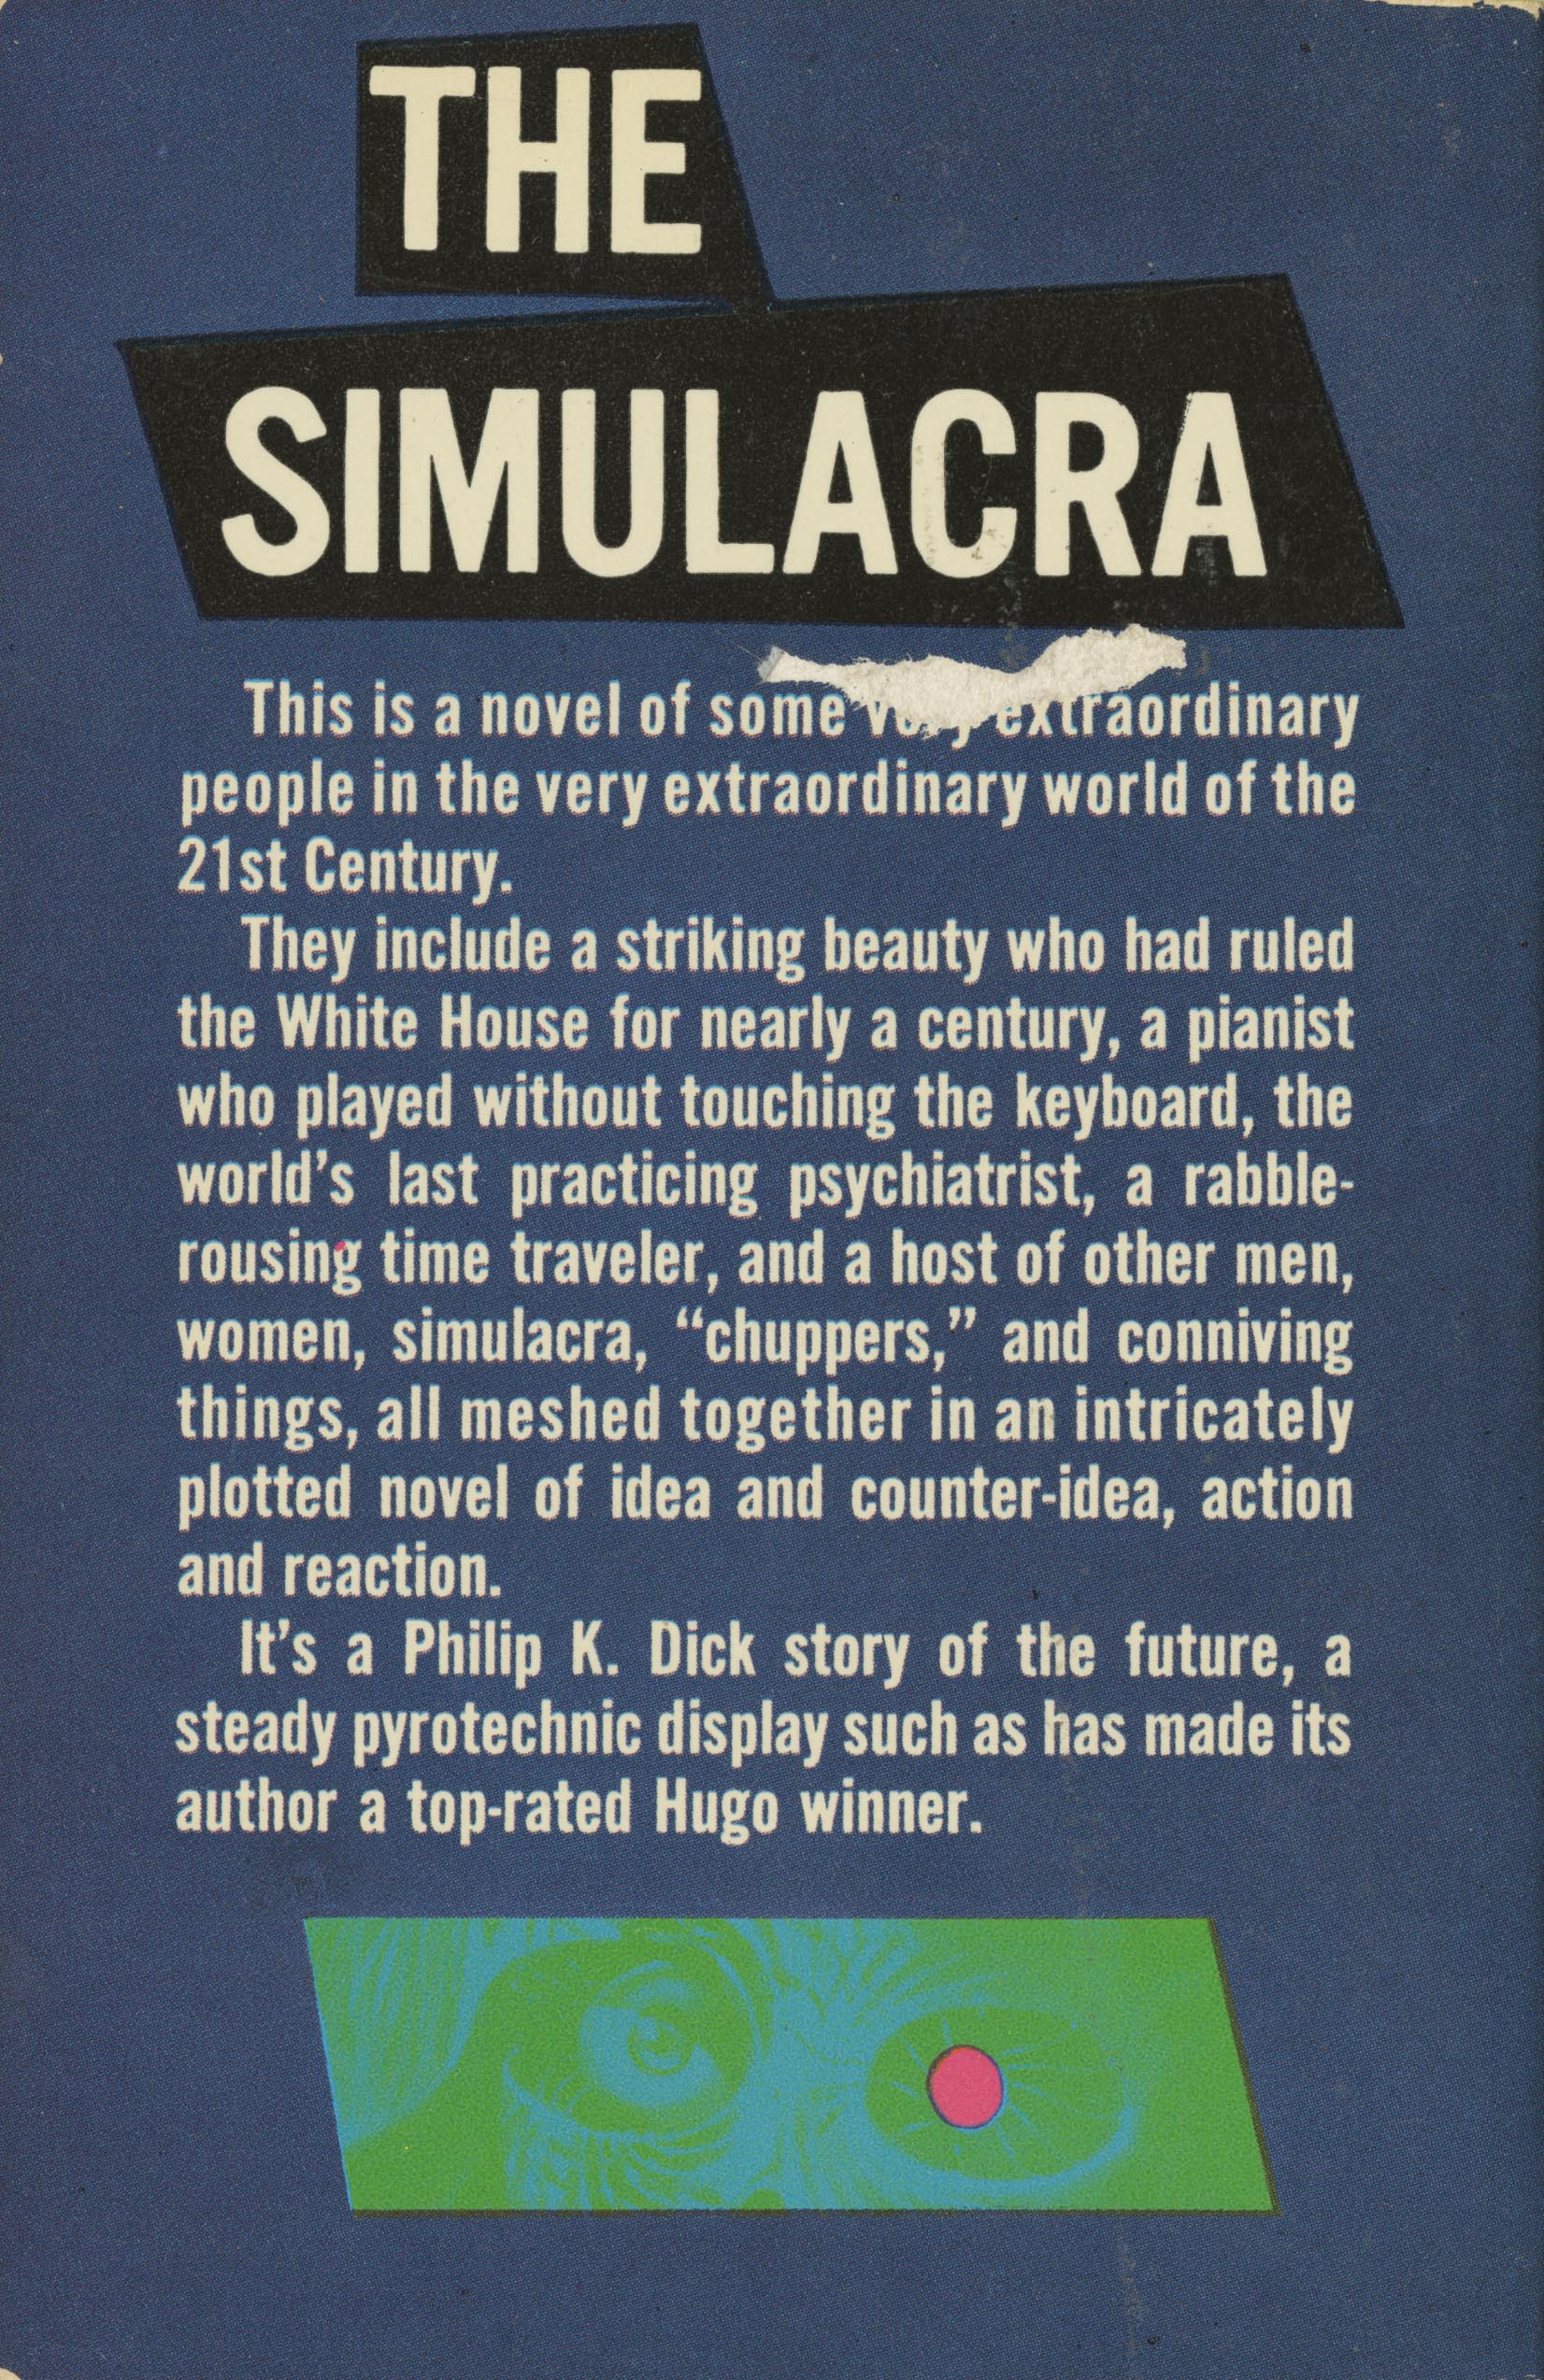 THE
SIMULACRA
This is a novel of some very extraordinary
people in the very extraordinary world of the
21st Century.
They include a striking beauty who had ruled
the White House for nearly a century, a pianist
who played without touching the keyboard, the
world’s last practicing psychiatrist, a rabble-
rousing time traveler, and a host of other men,
women, simulacra, “chuppers,” and conniving
things, all meshed together in an intricately
plotted novel of idea and counter-idea, action
and reaction.
It’s a Philip K. Dick story of the future, a
steady pyrotechnic display such as has made its
author a top-rated Hugo winner.